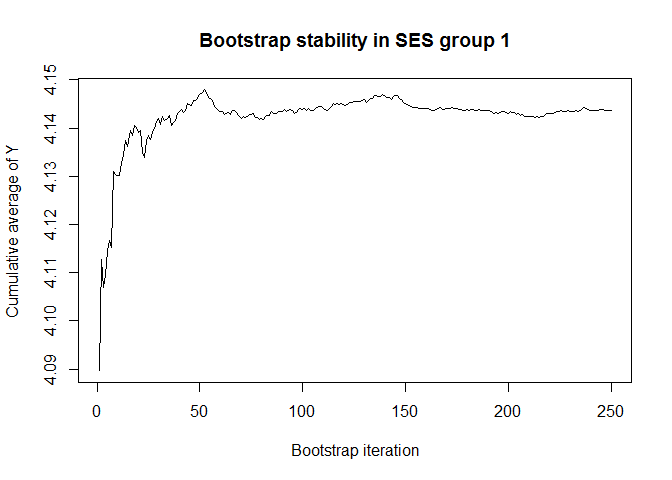 Bootstrap stability in SES group 1
Cumulative average of Y
4.15
4.14
4.13
4.12
4.11
4.10
4.09
0 50 100 150 200 250
Bootstrap iteration